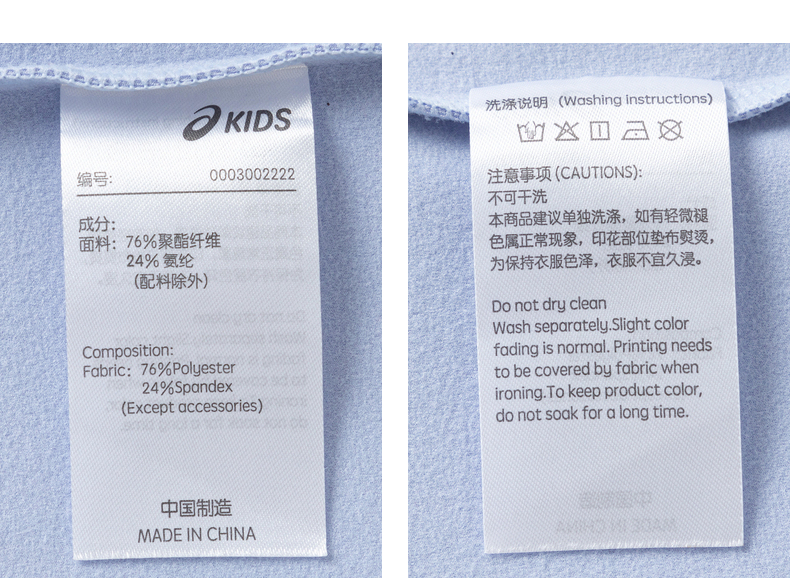 KIDS
编号: 0003002222
成分:
面料: 76%聚酯纤维
24% 氨纶
(配料除外)
Composition:
Fabric: 76%Polyester
24%Spandex
(Except accessories)
中国制造
MADE IN CHINA
洗涤说明 (Washing instructions)
注意事项 (CAUTIONS):
不可干洗
本商品建议单独洗涤，如有轻微褪
色属正常现象，印花部位垫布熨烫，
为保持衣服色泽，衣服不宜久浸。
Do not dry clean
Wash separately.Slight color
fading is normal. Printing needs
to be covered by fabric when
ironing.To keep product color,
do not soak for a long time.